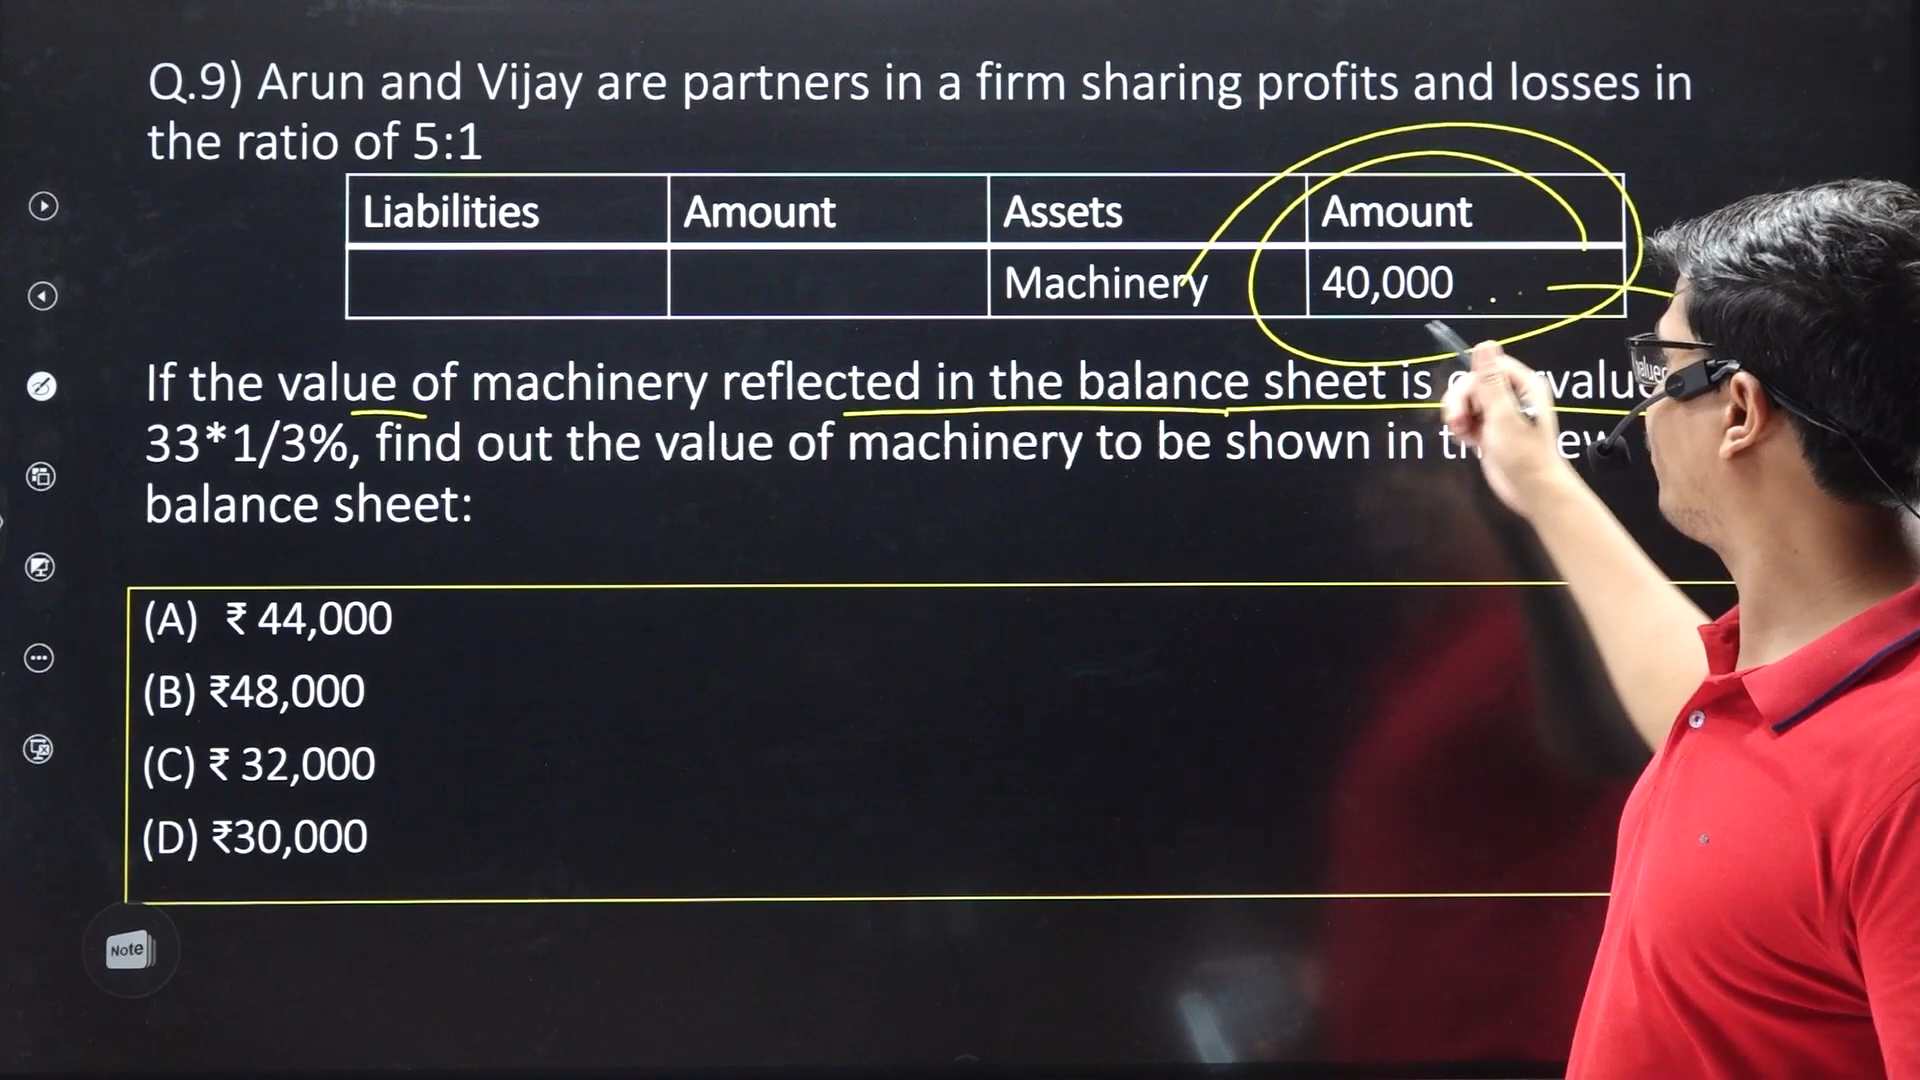 Q.9) Arun and Vijay are partners in a firm sharing profits and losses in
the ratio of 5:1
Liabilities Amount Assets Amount
Machinery 40,000
If the value of machinery reflected in the balance sheet is
33*1/3%, find out the value of machinery to be shown in
balance sheet:
(A) ₹ 44,000
(B) ₹48,000
(C) ₹ 32,000
(D) ₹30,000
Note